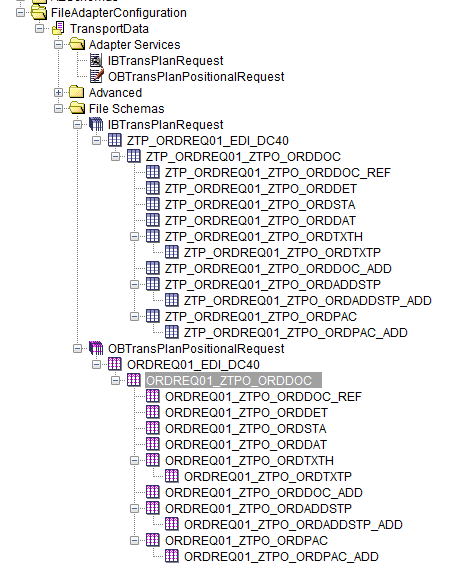 FileAdapterConfiguration
TransportData
Adapter Services
IBTransPlanRequest
OBTransPlanPositionalRequest
Advanced
File Schemas
IBTransPlanRequest
ZTP_ORDREQ01_EDI_DC40
ZTP_ORDREQ01_ZTPO_ORDDOC
ZTP_ORDREQ01_ZTPO_ORDDOC_REF
ZTP_ORDREQ01_ZTPO_ORDDET
ZTP_ORDREQ01_ZTPO_ORDSTA
ZTP_ORDREQ01_ZTPO_ORDDAT
ZTP_ORDREQ01_ZTPO_ORDTXTH
ZTP_ORDREQ01_ZTPO_ORDTXTP
ZTP_ORDREQ01_ZTPO_ORDDOC_ADD
ZTP_ORDREQ01_ZTPO_ORDADDSTP
ZTP_ORDREQ01_ZTPO_ORDADDSTP_ADD
ZTP_ORDREQ01_ZTPO_ORDPAC
ZTP_ORDREQ01_ZTPO_ORDPAC_ADD
OBTransPlanPositionalRequest
ORDREQ01_EDI_DC40
ORDREQ01_ZTPO_ORDDOC
ORDREQ01_ZTPO_ORDDOC_REF
ORDREQ01_ZTPO_ORDDET
ORDREQ01_ZTPO_ORDSTA
ORDREQ01_ZTPO_ORDDAT
ORDREQ01_ZTPO_ORDTXTH
ORDREQ01_ZTPO_ORDTXTP
ORDREQ01_ZTPO_ORDDOC_ADD
ORDREQ01_ZTPO_ORDADDSTP
ORDREQ01_ZTPO_ORDADDSTP_ADD
ORDREQ01_ZTPO_ORDPAC
ORDREQ01_ZTPO_ORDPAC_ADD